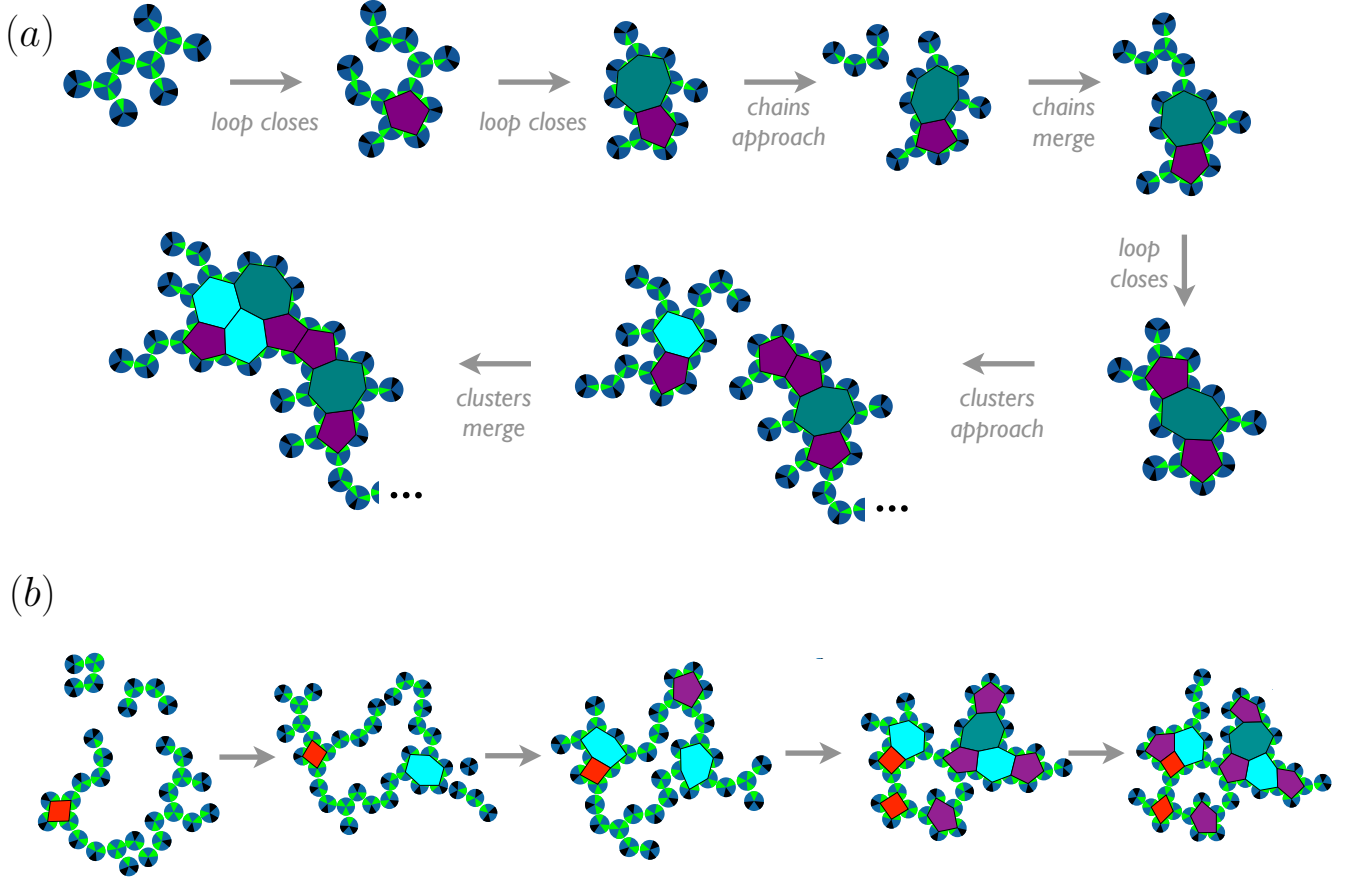 (a)
loop closes
loop closes
chains
approach
chains
merge
loop
closes
clusters
approach
clusters
merge
...
...
(b)